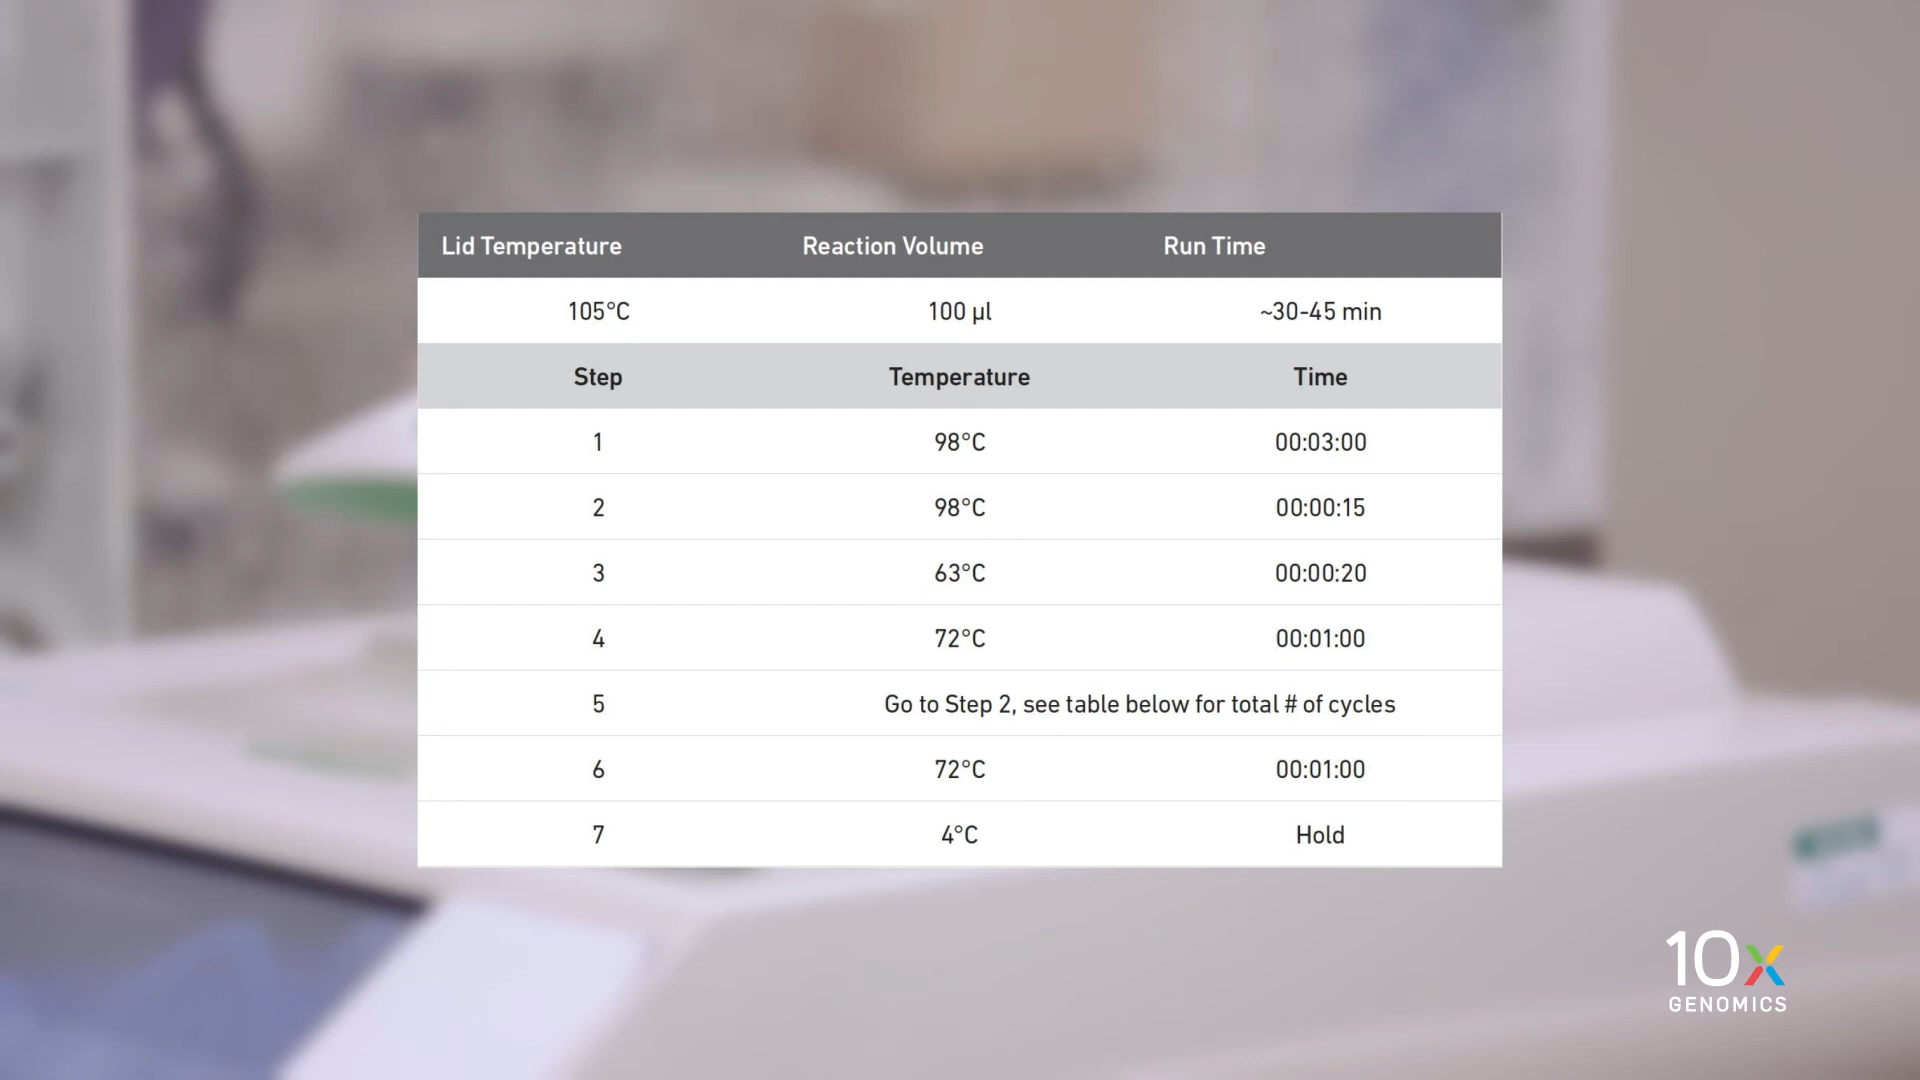 Lid Temperature Reaction Volume Run Time
105°C 100 µl ~30-45 min
Step Temperature Time
1 98°C 00:03:00
2 98°C 00:00:15
3 63°C 00:00:20
4 72°C 00:01:00
5 Go to Step 2, see table below for total # of cycles
6 72°C 00:01:00
7 4°C Hold
10x
GENOMICS